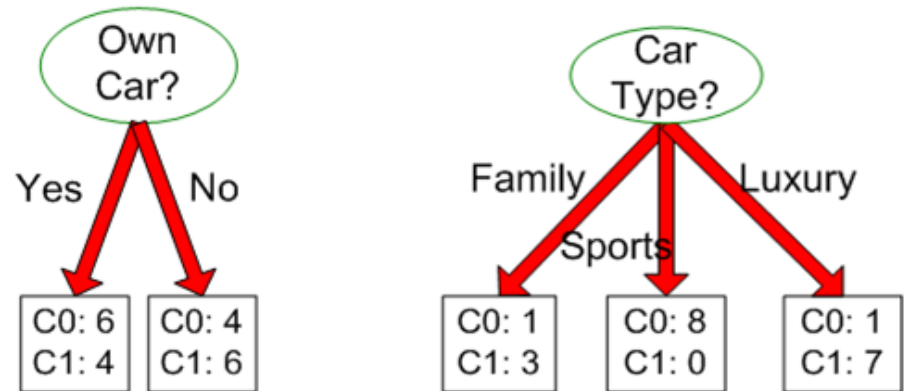 Own
Car?
Yes
No
C0: 6
C1: 4
C0: 4
C1: 6
Car
Type?
Family
Sports
Luxury
C0: 1
C1: 3
C0: 8
C1: 0
C0: 1
C1: 7